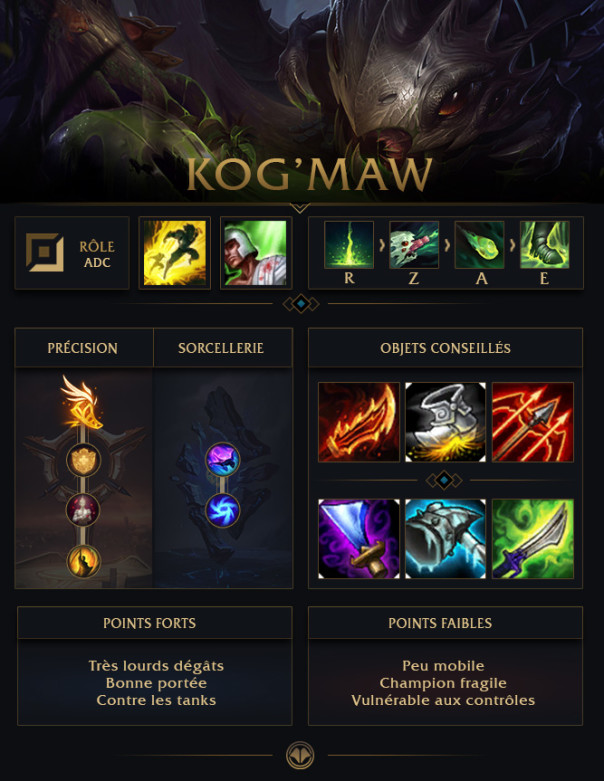 KOG'MAW
RÔLE
ADC
R
Z
A
E
PRÉCISION
SORCELLERIE
OBJETS CONSEILLÉS
POINTS FORTS
POINTS FAIBLES
Très lourds dégâts
Bonne portée
Contre les tanks
Peu mobile
Champion fragile
Vulnérable aux contrôles